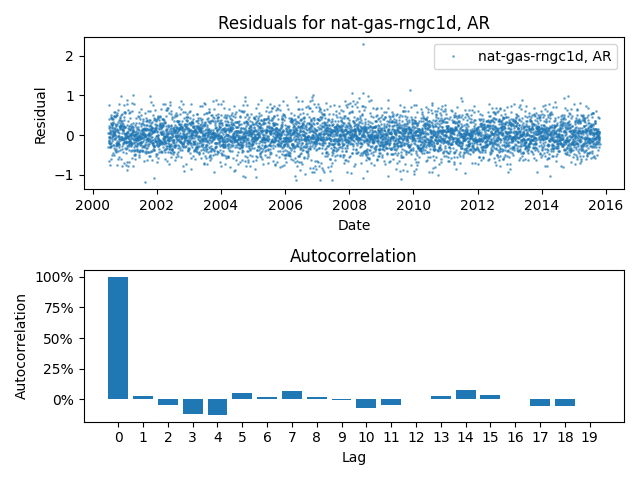 Residuals for nat-gas-rngc1d, AR
2
1
0
−1
Residual
nat-gas-rngc1d, AR
2000 2002 2004 2006 2008 2010 2012 2014 2016
Date
Autocorrelation
100%
75%
50%
25%
0%
Autocorrelation
0 1 2 3 4 5 6 7 8 9 10 11 12 13 14 15 16 17 18 19
Lag